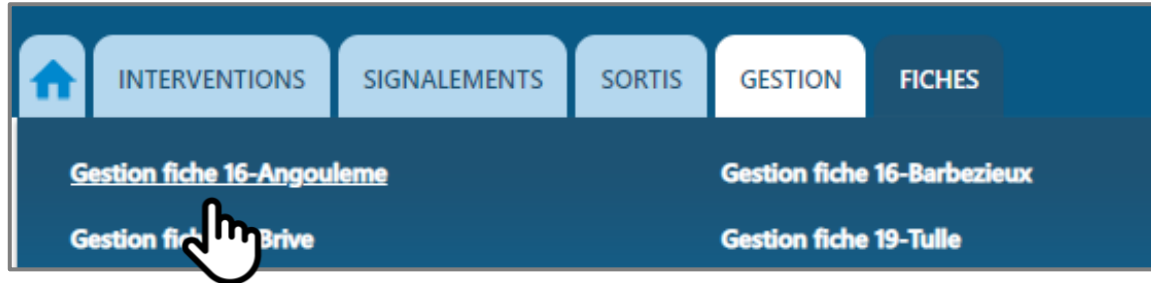 INTERVENTIONS SIGNALEMENTS SORTIS GESTION FICHES
Gestion fiche 16-Angouleme Gestion fiche 16-Barbezieux
Gestion Brive Gestion fiche 19-Tulle